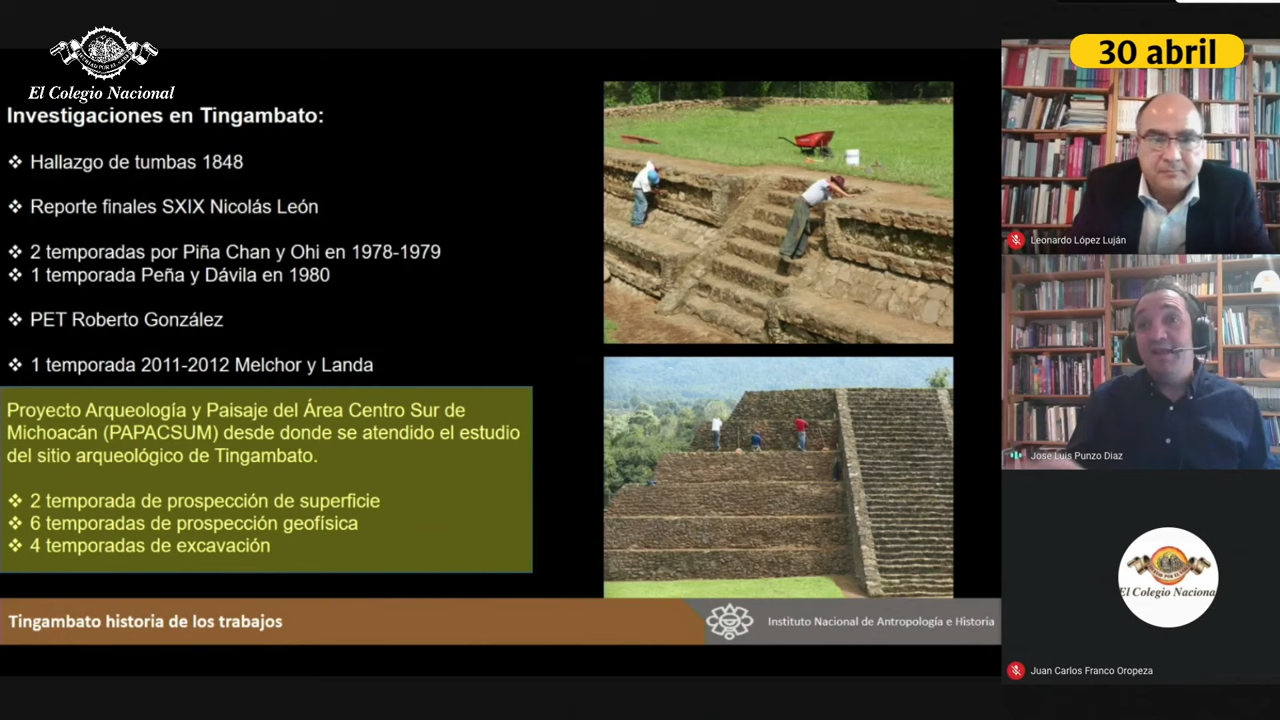 El Colegio Nacional
Investigaciones en Tingambato:
❖ Hallazgo de tumbas 1848
❖ Reporte finales SXIX Nicolás León
❖ 2 temporadas por Piña Chan y Ohi en 1978-1979
❖ 1 temporada Peña y Dávila en 1980
❖ PET Roberto González
❖ 1 temporada 2011-2012 Melchor y Landa
Proyecto Arqueología y Paisaje del Área Centro Sur de
Michoacán (PAPACSUM) desde donde se atendido el estudio
del sitio arqueológico de Tingambato.
❖ 2 temporada de prospección de superficie
❖ 6 temporadas de prospección geofísica
❖ 4 temporadas de excavación
Tingambato historia de los trabajos
Instituto Nacional de Antropología e Historia
30 abril
Leonardo López Luján
Jose Luis Punzo Diaz
El Colegio Nacional
Juan Carlos Franco Oropeza